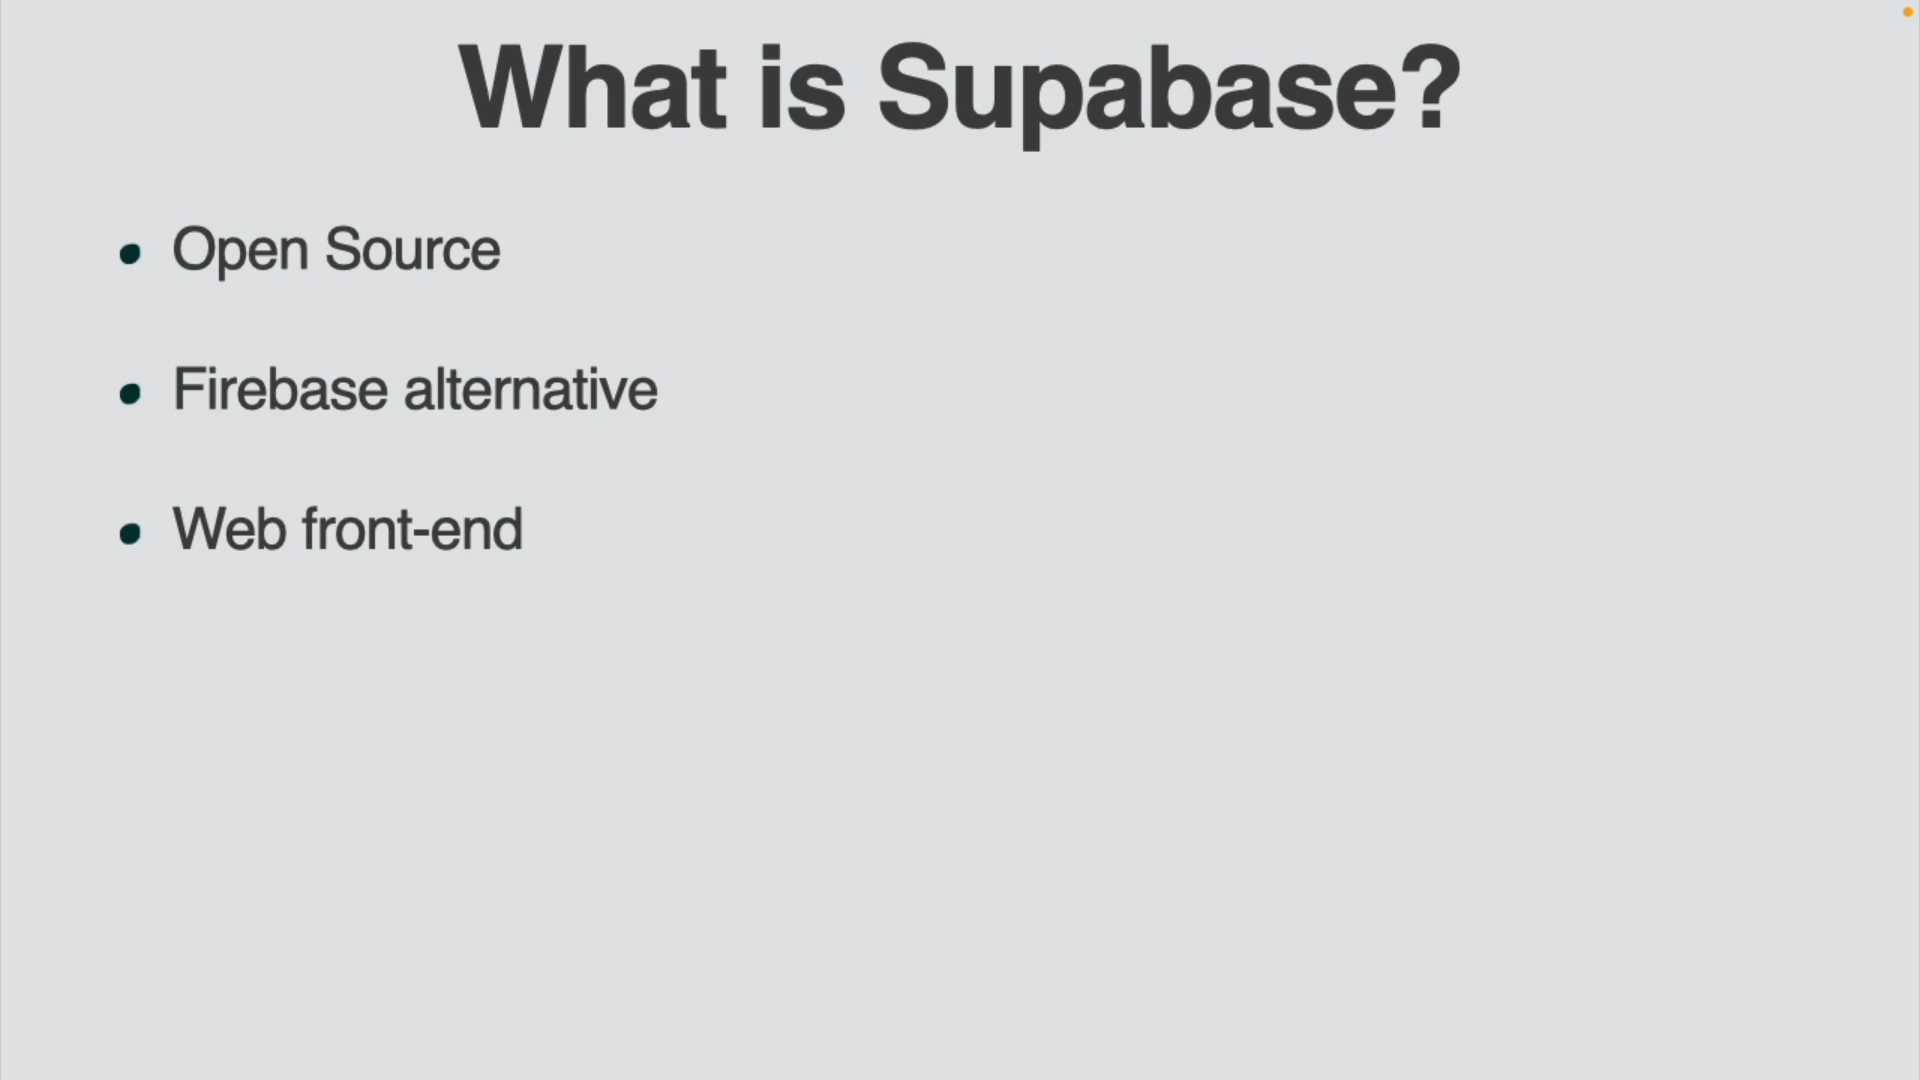 What is Supabase?
• Open Source
• Firebase alternative
• Web front-end